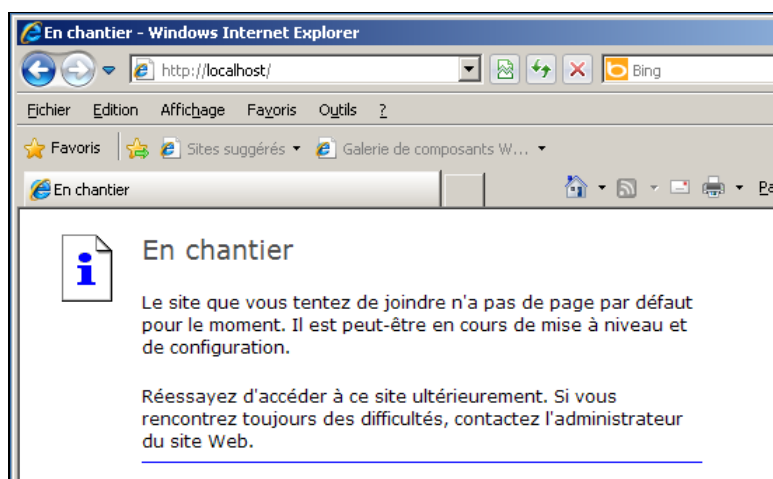 En chantier - Windows Internet Explorer
http://localhost/
Bing
Fichier Edition Affichage Favoris Outils ?
Favoris Sites suggérés Galerie de composants W...
En chantier
En chantier
Le site que vous tentez de joindre n'a pas de page par défaut
pour le moment. Il est peut-être en cours de mise à niveau et
de configuration.
Réessayez d'accéder à ce site ultérieurement. Si vous
rencontrez toujours des difficultés, contactez l'administrateur
du site Web.